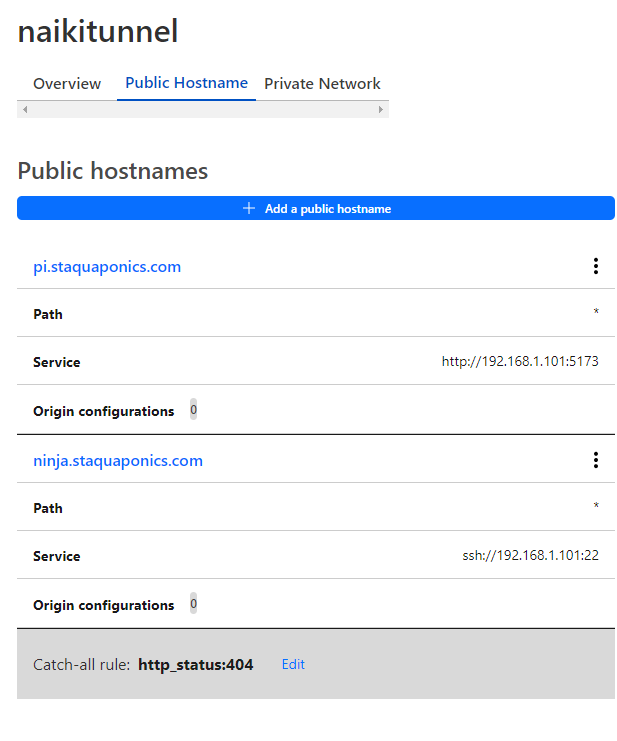 naikitunnel
Overview Public Hostname Private Network
Public hostnames
Add a public hostname
pi.staquaponics.com
Path *
Service http://192.168.1.101:5173
Origin configurations 0
ninja.staquaponics.com
Path *
Service ssh://192.168.1.101:22
Origin configurations 0
Catch-all rule: http_status:404 Edit